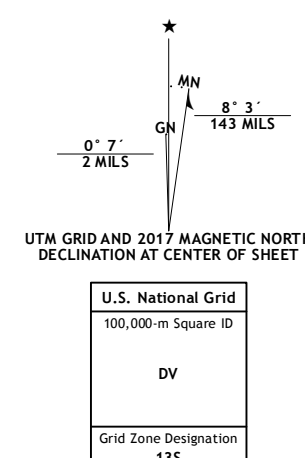 ★
MN
8° 3´
143 MILS
GN
0° 7´
2 MILS
UTM GRID AND 2017 MAGNETIC NORTH
DECLINATION AT CENTER OF SHEET
U.S. National Grid
100,000-m Square ID
DV
Grid Zone Designation
13S